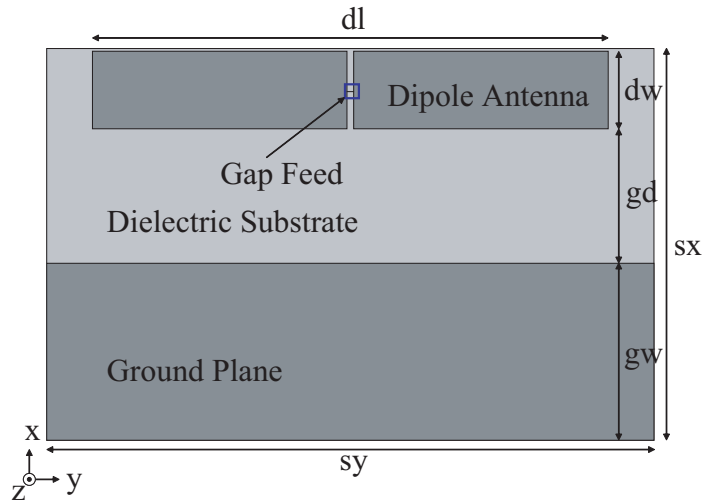 dl
Dipole Antenna
dw
Gap Feed
gd
Dielectric Substrate
sx
Ground Plane
gw
x
sy
z
y